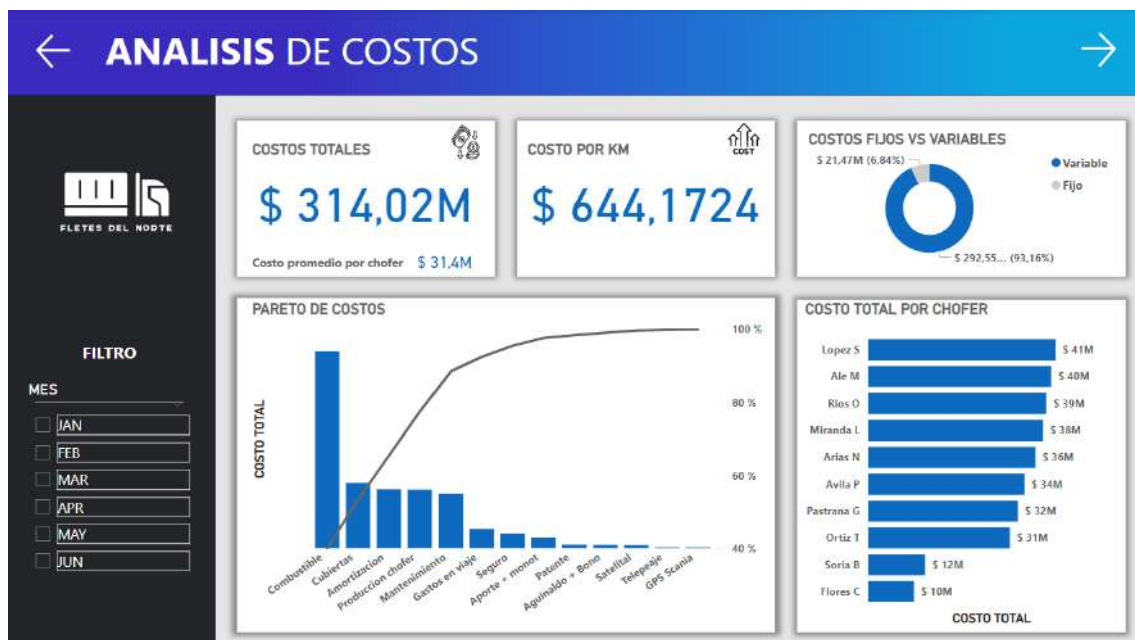 ANALISIS DE COSTOS
FLETES DEL NORTE
FILTRO
MES
JAN
FEB
MAR
APR
MAY
JUN
COSTOS TOTALES
$ 314,02M
Costo promedio por chofer $ 31,4M
COSTO POR KM
COST
$ 644,1724
COSTOS FIJOS VS VARIABLES
$ 21,47M (6,84%)
Variable
Fijo
$ 292,55... (93,16%)
PARETO DE COSTOS
COSTO TOTAL
100 %
80 %
60 %
40 %
Combustible
Cubiertas
Amortizacion
Produccion chofer
Mantenimiento
Gastos en viaje
Seguro
Aporte + monot
Patente
Aguinaldo + Bono
Satelital
Telepeaje
GPS Scania
COSTO TOTAL POR CHOFER
Lopez S $ 41M
Ale M $ 40M
Rios O $ 39M
Miranda L $ 38M
Arias N $ 36M
Avila P $ 34M
Pastrana G $ 32M
Ortiz T $ 31M
Soria B $ 12M
Flores C $ 10M
COSTO TOTAL